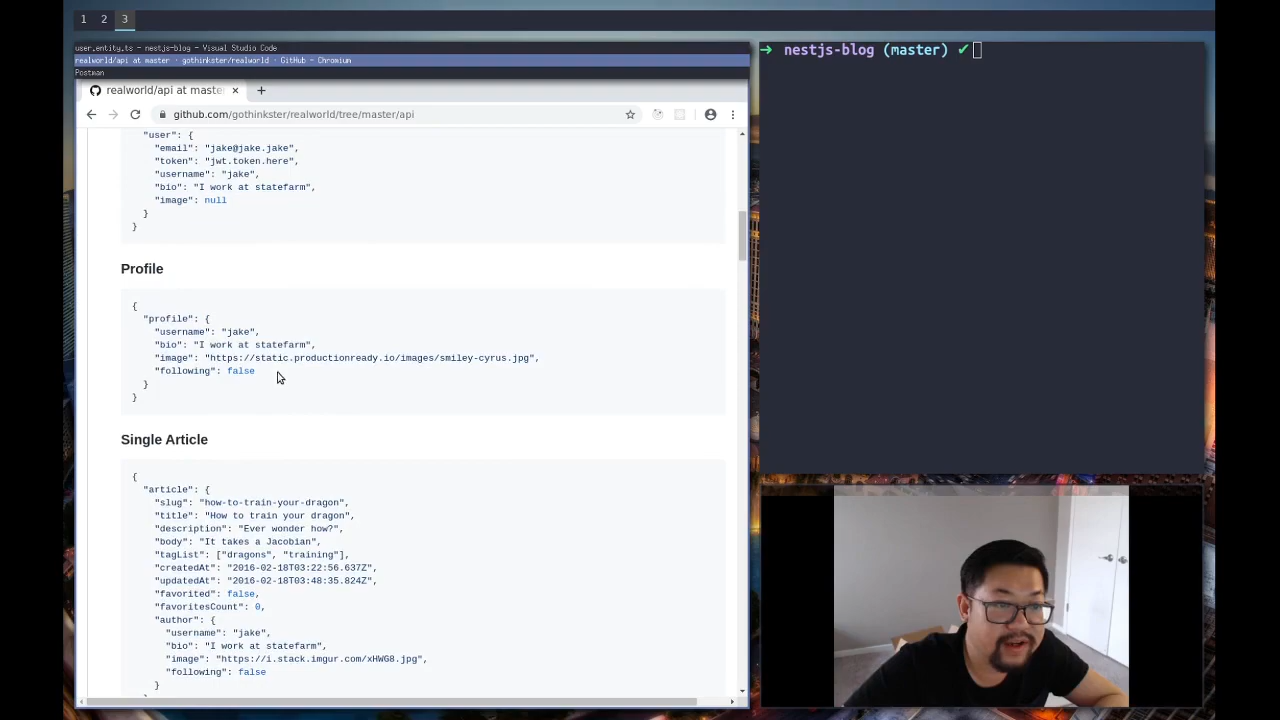 1 2 3
user.entity.ts - nestjs-blog - Visual Studio Code
realworld/api at master · gothinkster/realworld · GitHub - Chromium
Postman
realworld/api at master
github.com/gothinkster/realworld/tree/master/api
"user": {
"email": "jake@jake.jake",
"token": "jwt.token.here",
"username": "jake",
"bio": "I work at statefarm",
"image": null
}
}
Profile
{
"profile": {
"username": "jake",
"bio": "I work at statefarm",
"image": "https://static.productionready.io/images/smiley-cyrus.jpg",
"following": false
}
}
Single Article
{
"article": {
"slug": "how-to-train-your-dragon",
"title": "How to train your dragon",
"description": "Ever wonder how?",
"body": "It takes a Jacobian",
"tagList": ["dragons", "training"],
"createdAt": "2016-02-18T03:22:56.637Z",
"updatedAt": "2016-02-18T03:48:35.824Z",
"favorited": false,
"favoritesCount": 0,
"author": {
"username": "jake",
"bio": "I work at statefarm",
"image": "https://i.stack.imgur.com/xHWG8.jpg",
"following": false
}
➜ nestjs-blog (master) ✔